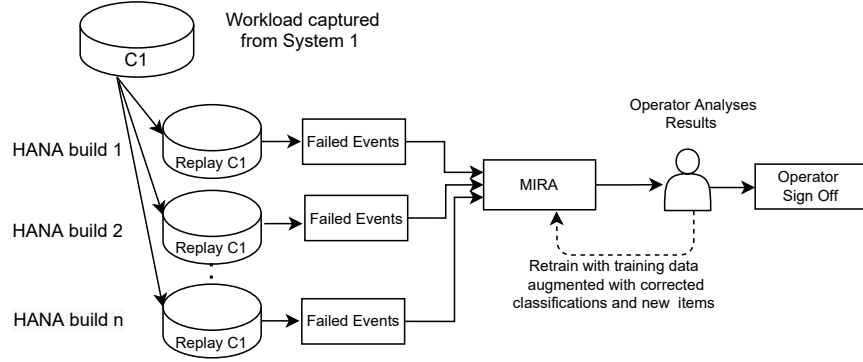 Workload captured
from System 1
C1
Operator Analyses
Results
HANA build 1
Replay C1
Failed Events
MIRA
Operator
Sign Off
HANA build 2
Replay C1
Failed Events
Retrain with training data
augmented with corrected
classifications and new items
HANA build n
Replay C1
Failed Events